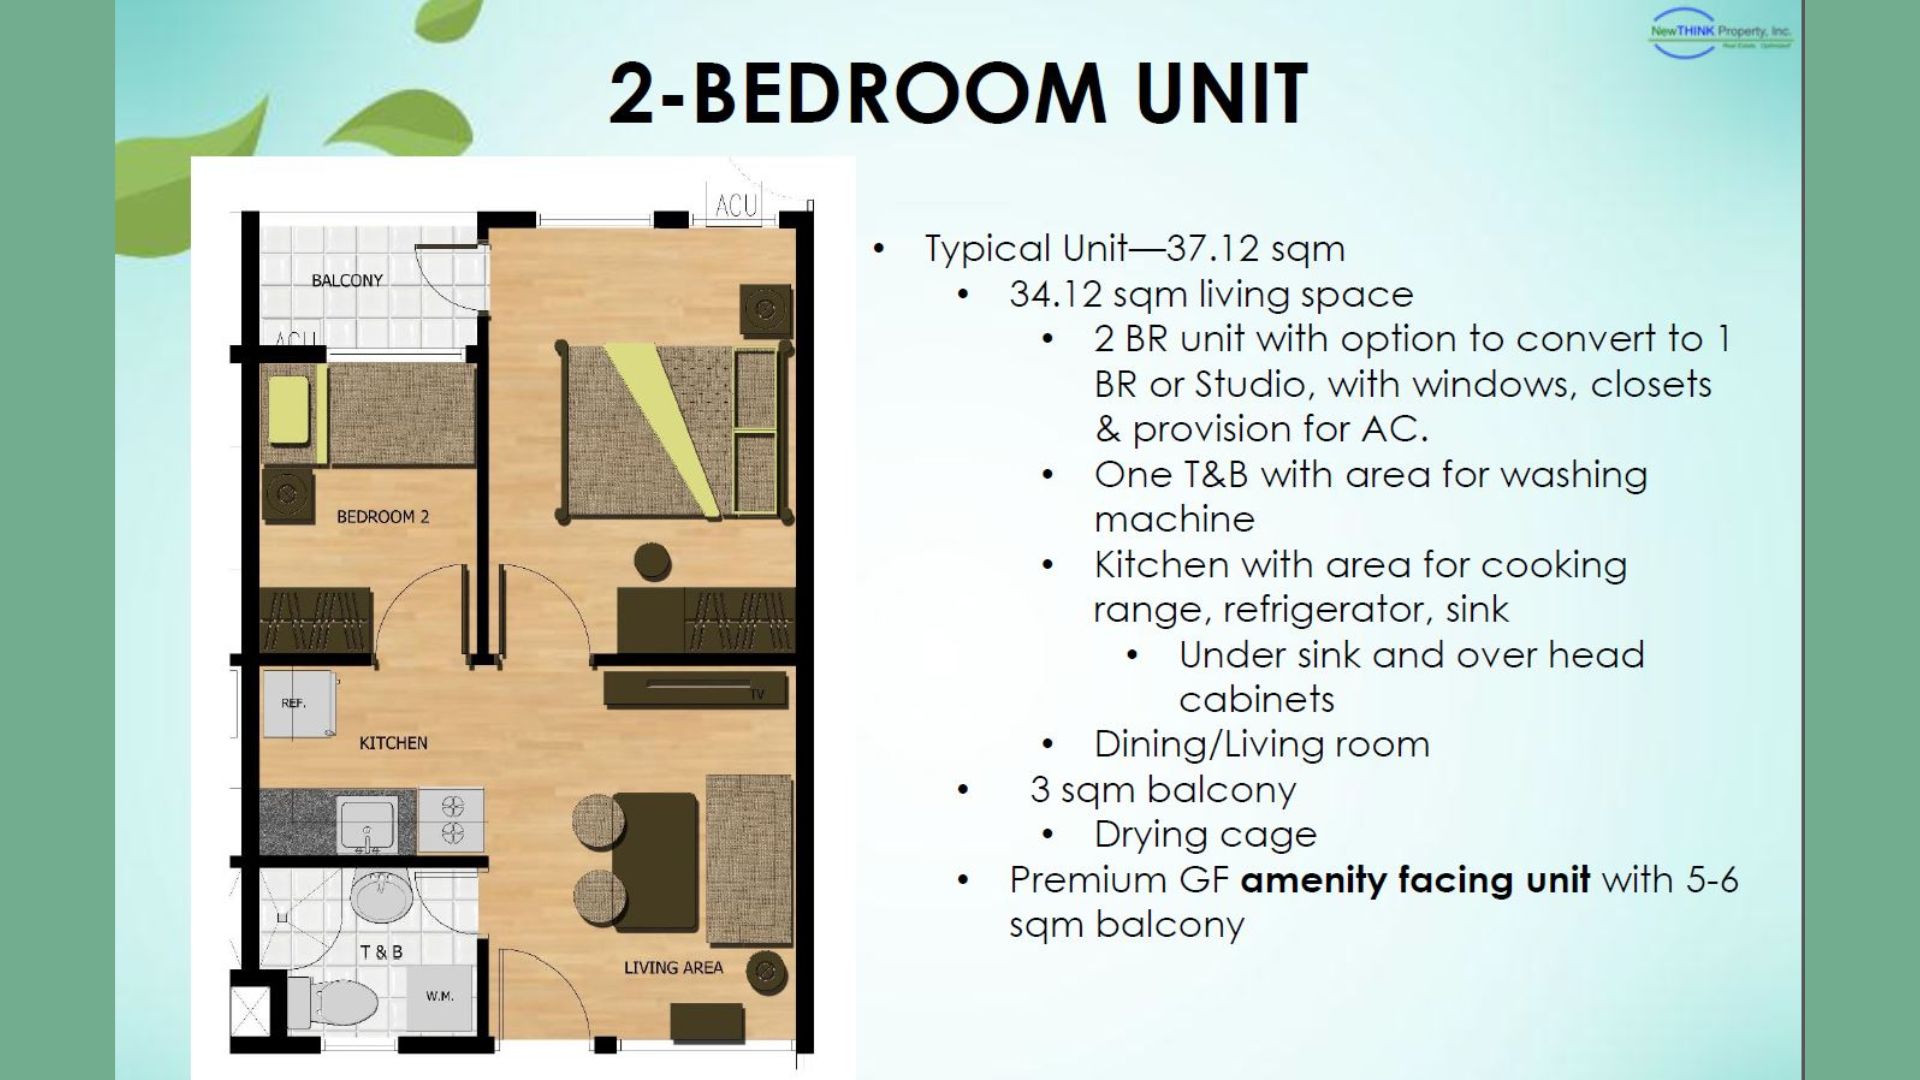 NewTHINK Property, Inc.
Real Estate. Optimized
2-BEDROOM UNIT
ACU
BALCONY
ACU
BEDROOM 2
REF.
TV
KITCHEN
T & B
W.M.
LIVING AREA
• Typical Unit—37.12 sqm
• 34.12 sqm living space
• 2 BR unit with option to convert to 1
BR or Studio, with windows, closets
& provision for AC.
• One T&B with area for washing
machine
• Kitchen with area for cooking
range, refrigerator, sink
• Under sink and over head
cabinets
• Dining/Living room
• 3 sqm balcony
• Drying cage
• Premium GF amenity facing unit with 5-6
sqm balcony